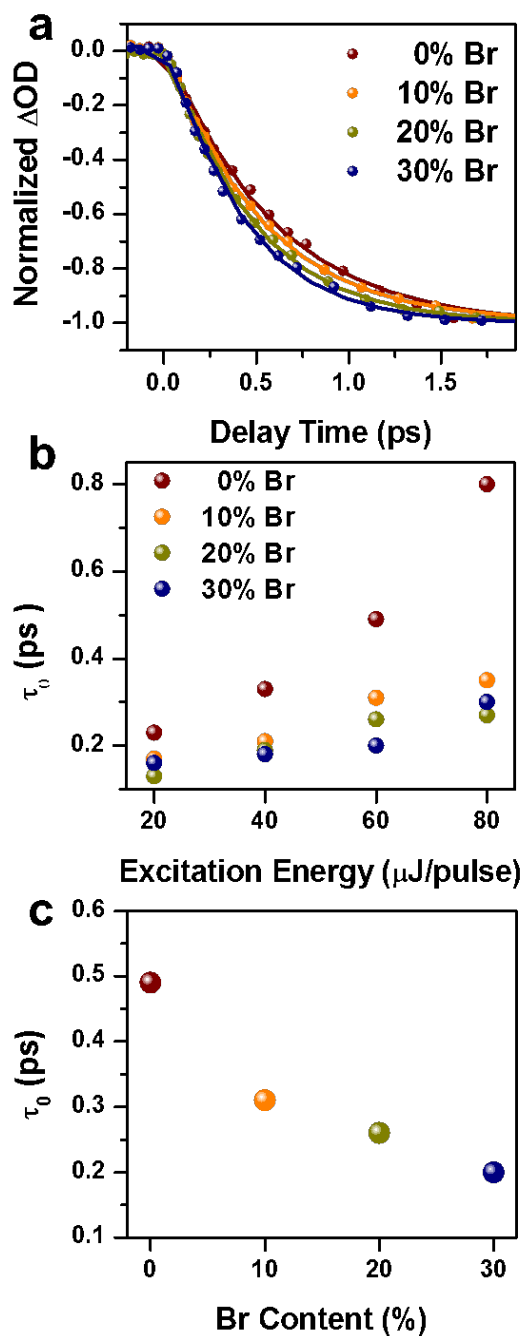 a
Normalized ΔOD
0.0
-0.2
-0.4
-0.6
-0.8
-1.0
0% Br
10% Br
20% Br
30% Br
0.0 0.5 1.0 1.5
Delay Time (ps)
b
τ₀ (ps)
0.8
0.6
0.4
0.2
0% Br
10% Br
20% Br
30% Br
20 40 60 80
Excitation Energy (μJ/pulse)
c
τ₀ (ps)
0.6
0.5
0.4
0.3
0.2
0.1
0 10 20 30
Br Content (%)